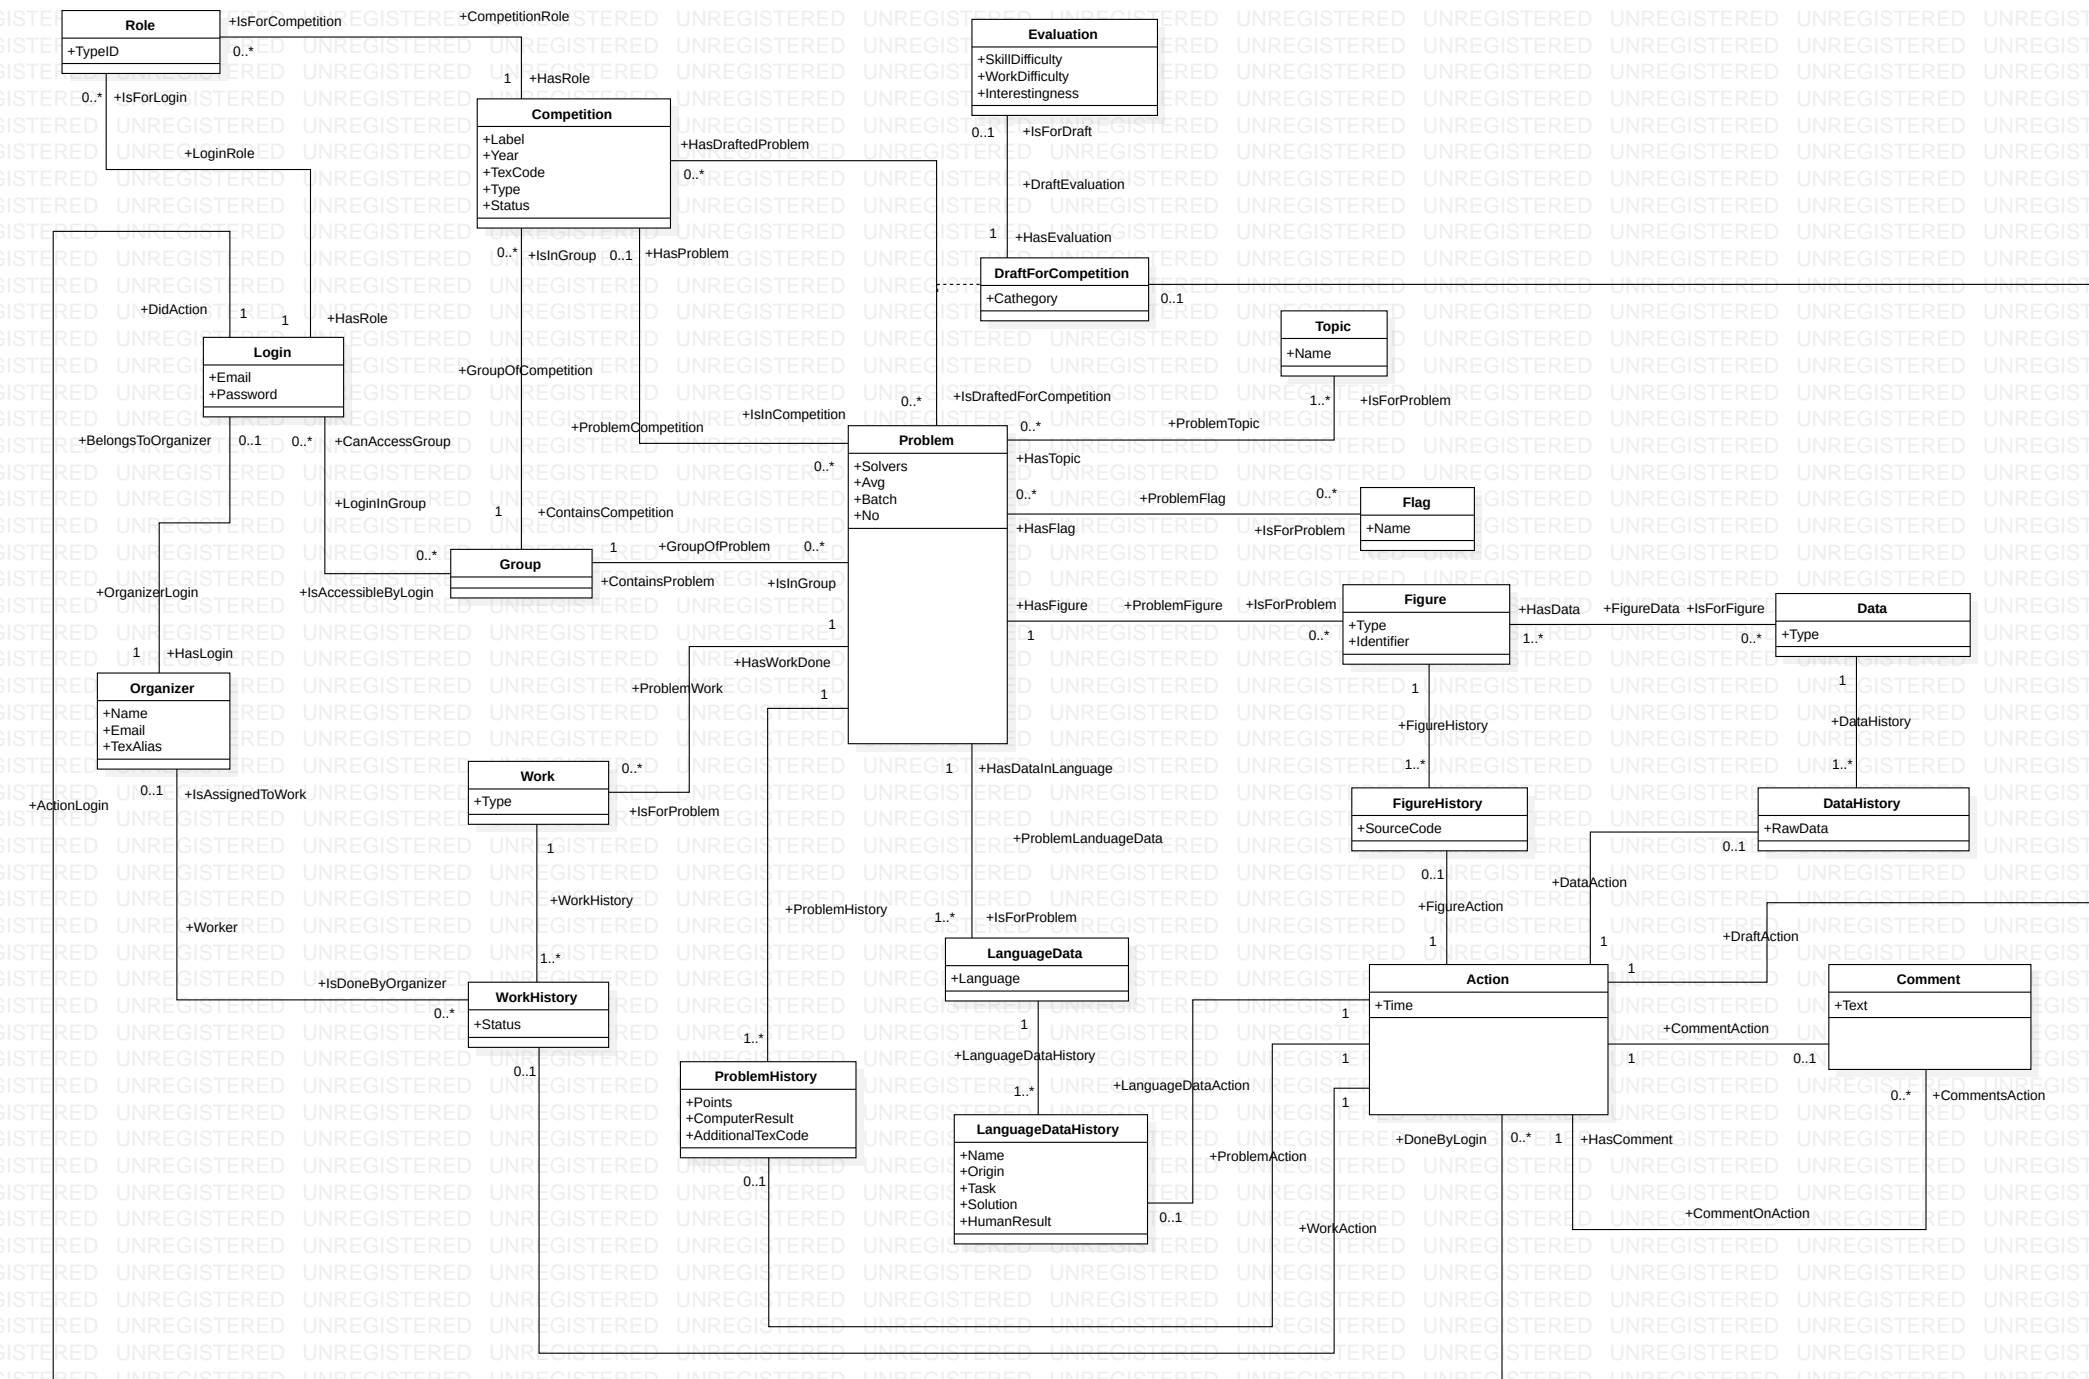 Role
+TypeID
+IsForCompetition
0..*
+CompetitionRole
1
+HasRole
0..*
+IsForLogin
+LoginRole
Competition
+Label
+Year
+TexCode
+Type
+Status
+HasDraftedProblem
0..*
Evaluation
+SkillDifficulty
+WorkDifficulty
+Interestingness
0..1
+IsForDraft
+DraftEvaluation
1
+HasEvaluation
0..*
+IsInGroup
0..1
+HasProblem
DraftForCompetition
+Cathegory
0..1
+DidAction
1
1
+HasRole
Login
+Email
+Password
Topic
+Name
+GroupOfCompetition
+BelongsToOrganizer
0..1
0..*
+CanAccessGroup
+ProblemCompetition
+IsInCompetition
0..*
0..*
+IsDraftedForCompetition
1..*
+IsForProblem
Problem
+Solvers
+Avg
+Batch
+No
0..*
+ProblemTopic
+HasTopic
+LoginInGroup
1
+ContainsCompetition
0..*
+ProblemFlag
0..*
+HasFlag
+IsForProblem
Flag
+Name
0..*
Group
1
+GroupOfProblem
0..*
+ContainsProblem
+IsInGroup
+OrganizerLogin
+IsAccessibleByLogin
+HasFigure
+ProblemFigure
+IsForProblem
1
0..*
Figure
+Type
+Identifier
+HasData
+FigureData
+IsForFigure
1..*
0..*
Data
+Type
1
+HasLogin
1
+HasWorkDone
+ProblemWork
1
Organizer
+Name
+Email
+TexAlias
1
+FigureHistory
1..*
1
+DataHistory
1..*
0..1
+IsAssignedToWork
+ActionLogin
Work
+Type
0..*
+IsForProblem
1
+HasDataInLanguage
+ProblemLanduageData
FigureHistory
+SourceCode
DataHistory
+RawData
0..1
1
+WorkHistory
1..*
+ProblemHistory
1..*
+IsForProblem
0..1
+FigureAction
1
+DataAction
1
+DraftAction
1
+Worker
+IsDoneByOrganizer
0..*
WorkHistory
+Status
0..1
LanguageData
+Language
1
+LanguageDataHistory
1..*
Action
+Time
1
1
1
+CommentAction
1
0..1
Comment
+Text
1..*
ProblemHistory
+Points
+ComputerResult
+AdditionalTexCode
0..1
LanguageDataHistory
+Name
+Origin
+Task
+Solution
+HumanResult
+LanguageDataAction
0..1
+ProblemAction
+WorkAction
+DoneByLogin
0..*
1
+HasComment
0..*
+CommentsAction
+CommentOnAction
UNREGISTERED